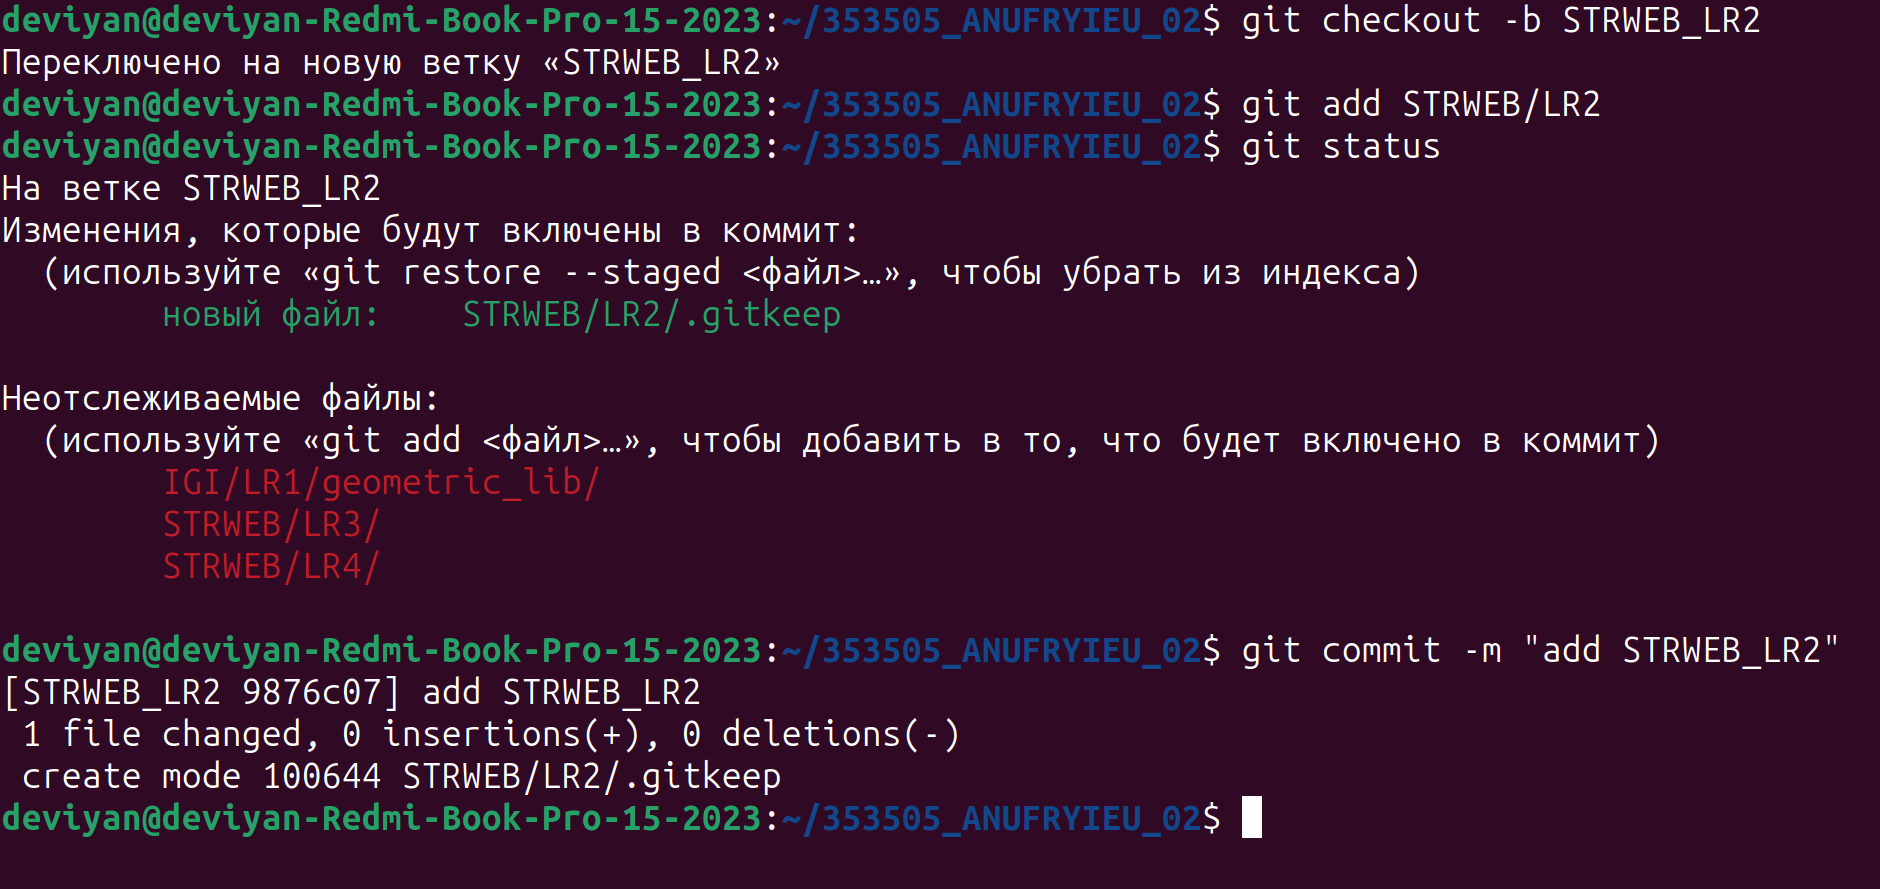 deviyan@deviyan-Redmi-Book-Pro-15-2023:~/353505_ANUFRYIEU_02$ git checkout -b STRWEB_LR2
Переключено на новую ветку «STRWEB_LR2»
deviyan@deviyan-Redmi-Book-Pro-15-2023:~/353505_ANUFRYIEU_02$ git add STRWEB/LR2
deviyan@deviyan-Redmi-Book-Pro-15-2023:~/353505_ANUFRYIEU_02$ git status
На ветке STRWEB_LR2
Изменения, которые будут включены в коммит:
  (используйте «git restore --staged <файл>…», чтобы убрать из индекса)
        новый файл:    STRWEB/LR2/.gitkeep
Неотслеживаемые файлы:
  (используйте «git add <файл>…», чтобы добавить в то, что будет включено в коммит)
        IGI/LR1/geometric_lib/
        STRWEB/LR3/
        STRWEB/LR4/
deviyan@deviyan-Redmi-Book-Pro-15-2023:~/353505_ANUFRYIEU_02$ git commit -m "add STRWEB_LR2"
[STRWEB_LR2 9876c07] add STRWEB_LR2
 1 file changed, 0 insertions(+), 0 deletions(-)
 create mode 100644 STRWEB/LR2/.gitkeep
deviyan@deviyan-Redmi-Book-Pro-15-2023:~/353505_ANUFRYIEU_02$